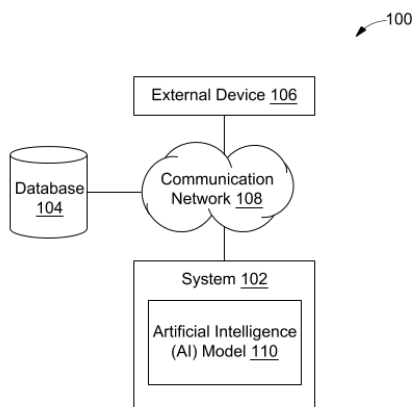 100
External Device 106
Communication
Network 108
Database
104
System 102
Artificial Intelligence
(AI) Model 110